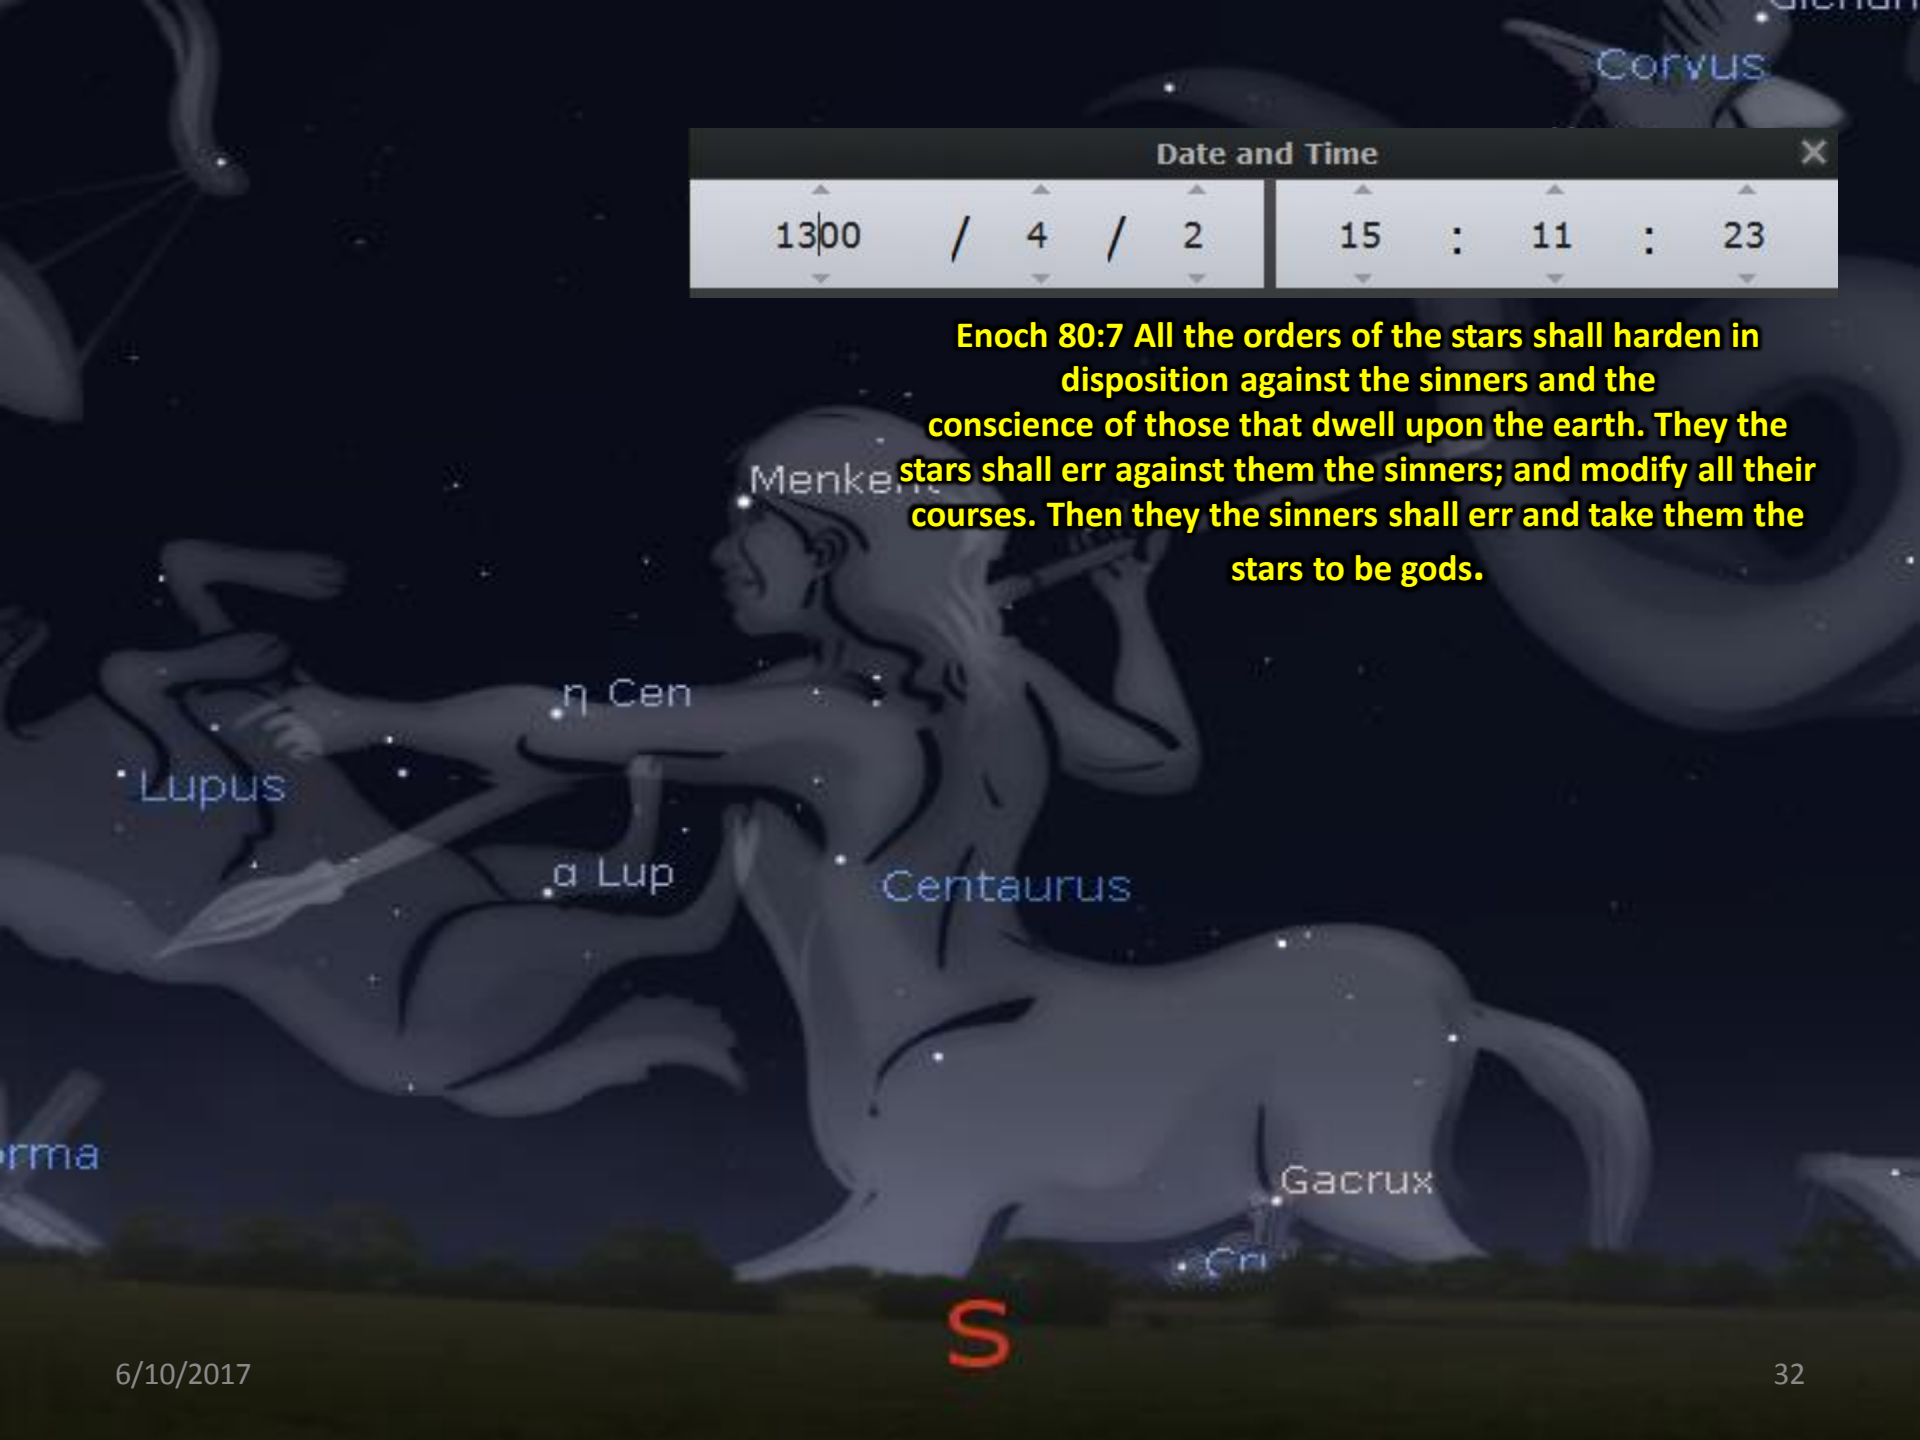 Corvus
Date and Time
1300 / 4 / 2 15 : 11 : 23
Enoch 80:7 All the orders of the stars shall harden in
disposition against the sinners and the
conscience of those that dwell upon the earth. They the
stars shall err against them the sinners; and modify all their
courses. Then they the sinners shall err and take them the
stars to be gods.
Menkent
η Cen
Lupus
α Lup
Centaurus
rma
Gacrux
Cru
S
6/10/2017
32